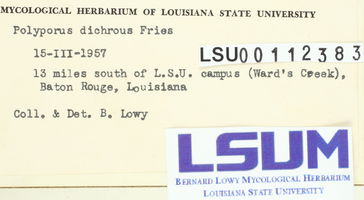 MYCOLOGICAL HERBARIUM OF LOUISIANA STATE UNIVERSITY
Polyporus dichrous Fries
15-III-1957
LSU00112383
13 miles south of L.S.U. campus (Ward's Creek),
Baton Rouge, Louisiana
Coll. & Det. B. Lowy
LSUM
BERNARD LOWY MYCOLOGICAL HERBARIUM
LOUISIANA STATE UNIVERSITY